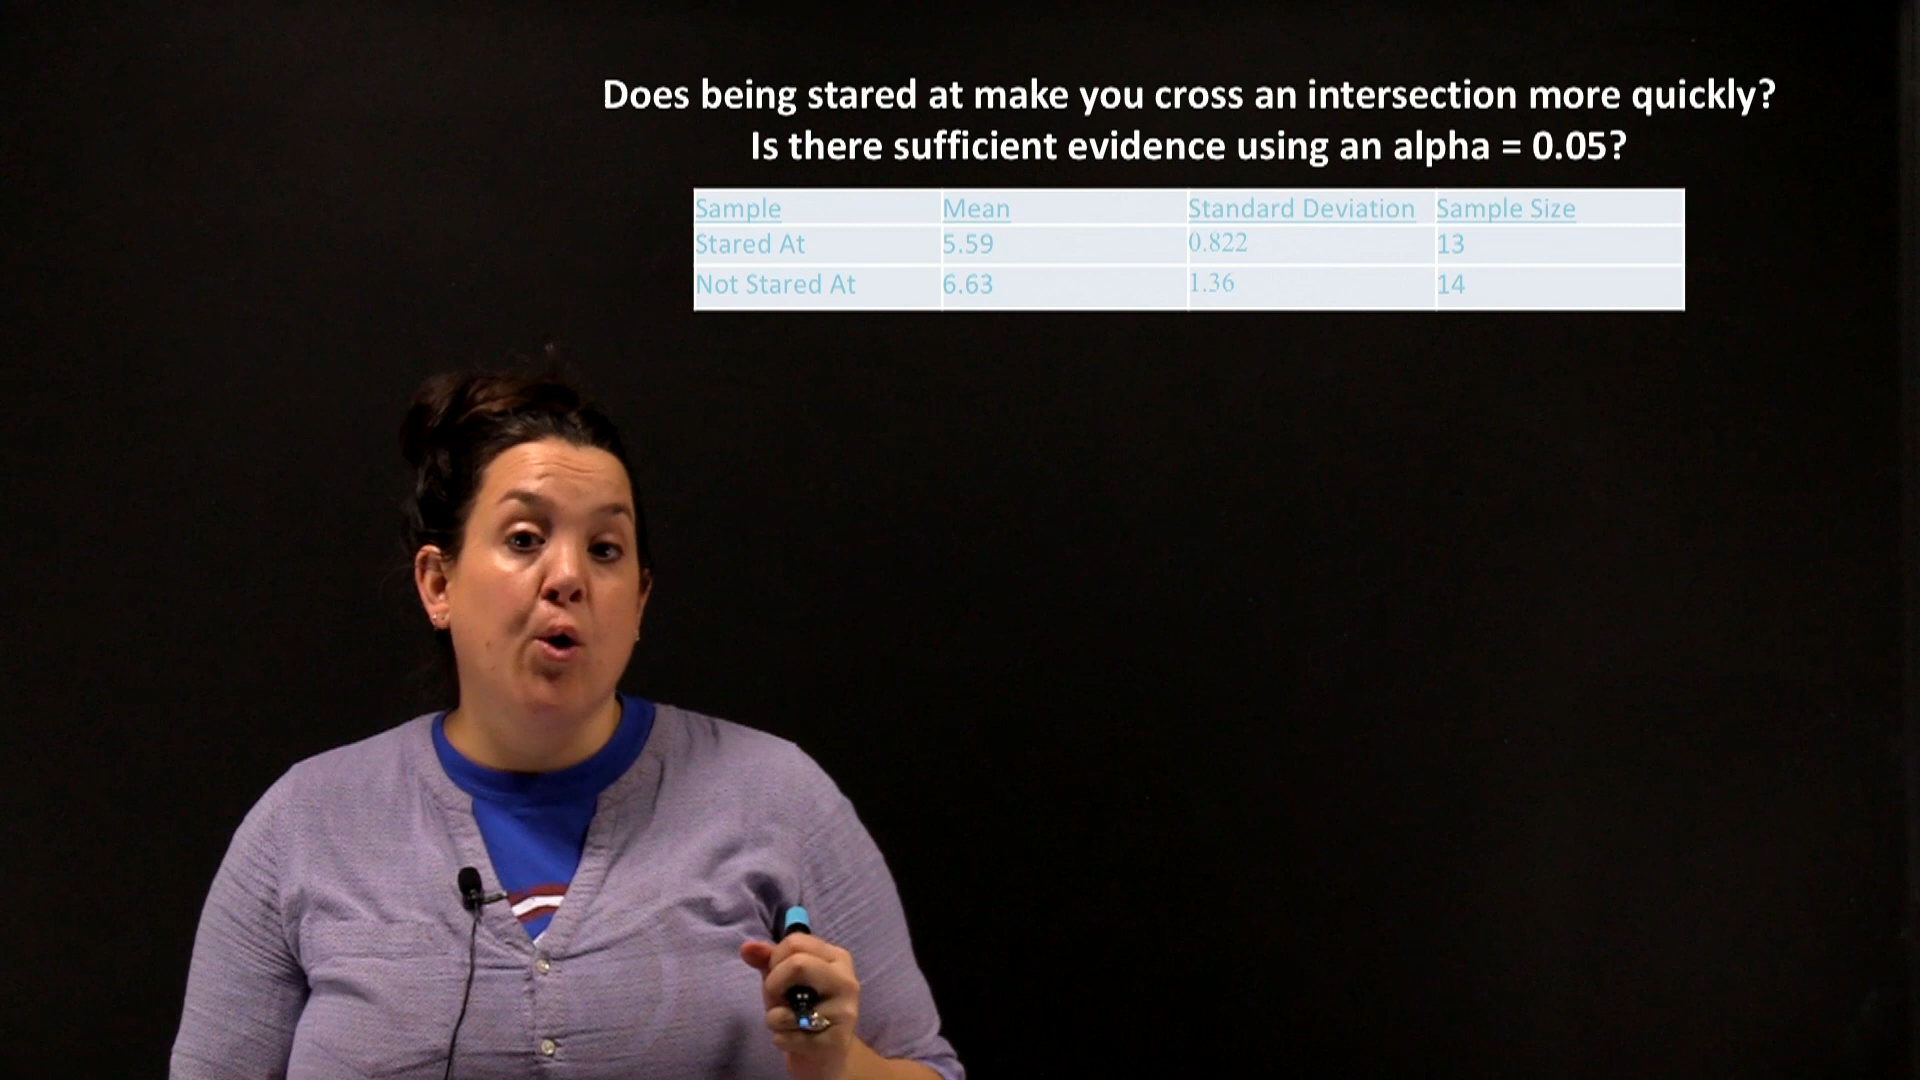 Does being stared at make you cross an intersection more quickly?
Is there sufficient evidence using an alpha = 0.05?
Sample Mean Standard Deviation Sample Size
Stared At 5.59 0.822 13
Not Stared At 6.63 1.36 14